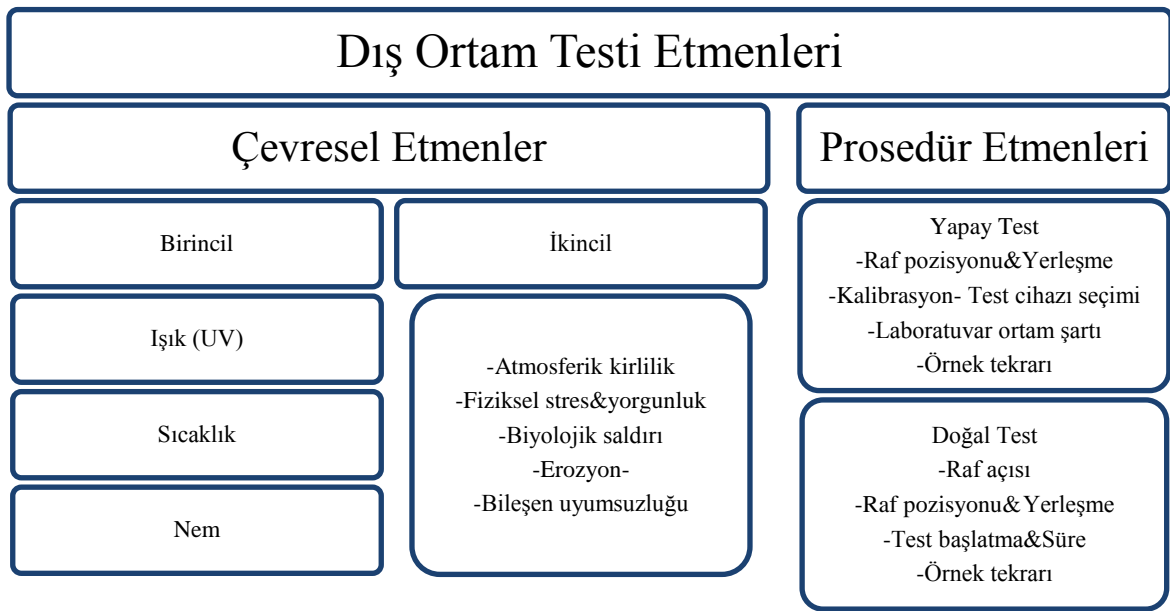 Dış Ortam Testi Etmenleri
Çevresel Etmenler
Prosedür Etmenleri
Birincil
İkincil
Işık (UV)
Sıcaklık
Nem
-Atmosferik kirlilik
-Fiziksel stres&yorgunluk
-Biyolojik saldırı
-Erozyon-
-Bileşen uyumsuzluğu
Yapay Test
-Raf pozisyonu&Yerleşme
-Kalibrasyon- Test cihazı seçimi
-Laboratuvar ortam şartı
-Örnek tekrarı
Doğal Test
-Raf açısı
-Raf pozisyonu&Yerleşme
-Test başlatma&Süre
-Örnek tekrarı